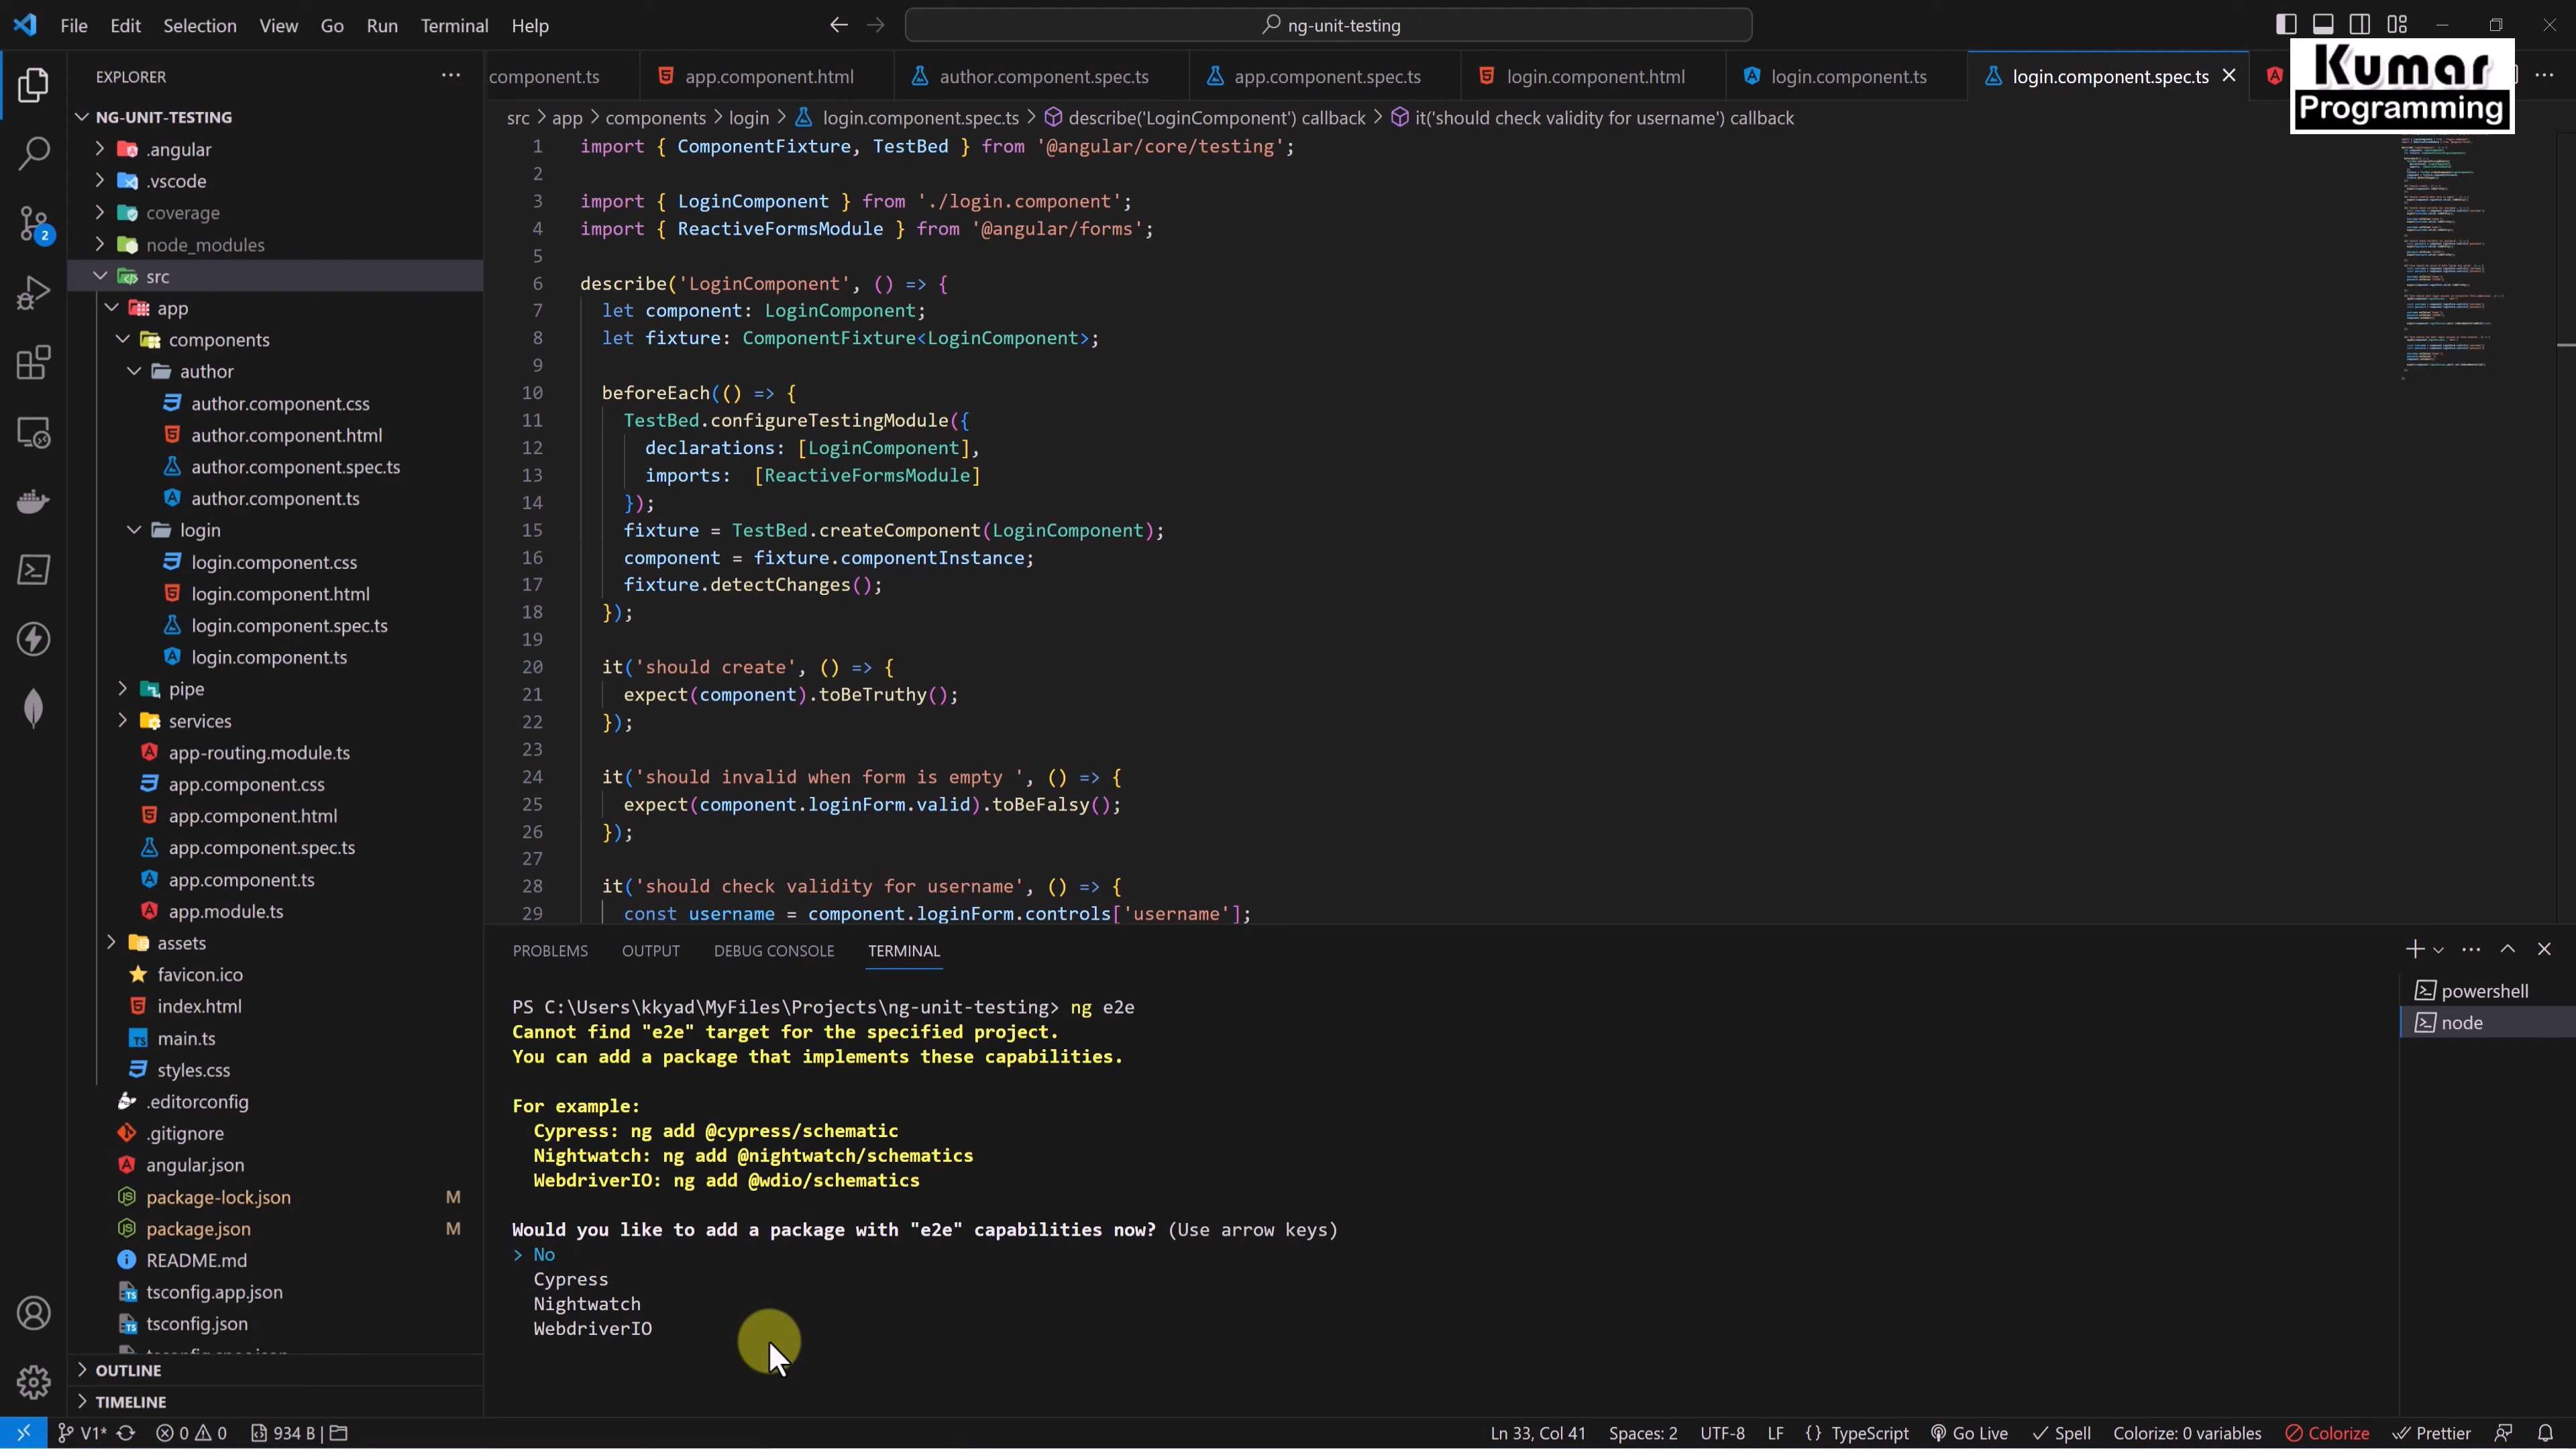 File Edit Selection View Go Run Terminal Help
ng-unit-testing
Kumar
Programming
EXPLORER
NG-UNIT-TESTING
.angular
.vscode
coverage
node_modules
src
app
components
author
author.component.css
author.component.html
author.component.spec.ts
author.component.ts
login
login.component.css
login.component.html
login.component.spec.ts
login.component.ts
pipe
services
app-routing.module.ts
app.component.css
app.component.html
app.component.spec.ts
app.component.ts
app.module.ts
assets
favicon.ico
index.html
main.ts
styles.css
.editorconfig
.gitignore
angular.json
package-lock.json M
package.json M
README.md
tsconfig.app.json
tsconfig.json
OUTLINE
TIMELINE
component.ts app.component.html author.component.spec.ts app.component.spec.ts login.component.html login.component.ts login.component.spec.ts
src > app > components > login > login.component.spec.ts > describe('LoginComponent') callback > it('should check validity for username') callback
1 import { ComponentFixture, TestBed } from '@angular/core/testing';
2
3 import { LoginComponent } from './login.component';
4 import { ReactiveFormsModule } from '@angular/forms';
5
6 describe('LoginComponent', () => {
7 let component: LoginComponent;
8 let fixture: ComponentFixture<LoginComponent>;
9
10 beforeEach(() => {
11 TestBed.configureTestingModule({
12 declarations: [LoginComponent],
13 imports: [ReactiveFormsModule]
14 });
15 fixture = TestBed.createComponent(LoginComponent);
16 component = fixture.componentInstance;
17 fixture.detectChanges();
18 });
19
20 it('should create', () => {
21 expect(component).toBeTruthy();
22 });
23
24 it('should invalid when form is empty ', () => {
25 expect(component.loginForm.valid).toBeFalsy();
26 });
27
28 it('should check validity for username', () => {
29 const username = component.loginForm.controls['username'];
PROBLEMS OUTPUT DEBUG CONSOLE TERMINAL
PS C:\Users\kkyad\MyFiles\Projects\ng-unit-testing> ng e2e
Cannot find "e2e" target for the specified project.
You can add a package that implements these capabilities.
For example:
Cypress: ng add @cypress/schematic
Nightwatch: ng add @nightwatch/schematics
WebdriverIO: ng add @wdio/schematics
Would you like to add a package with "e2e" capabilities now? (Use arrow keys)
> No
Cypress
Nightwatch
WebdriverIO
powershell
node
2
V1* 0 0 934 B | Ln 33, Col 41 Spaces: 2 UTF-8 LF {} TypeScript Go Live Spell Colorize: 0 variables Colorize Prettier